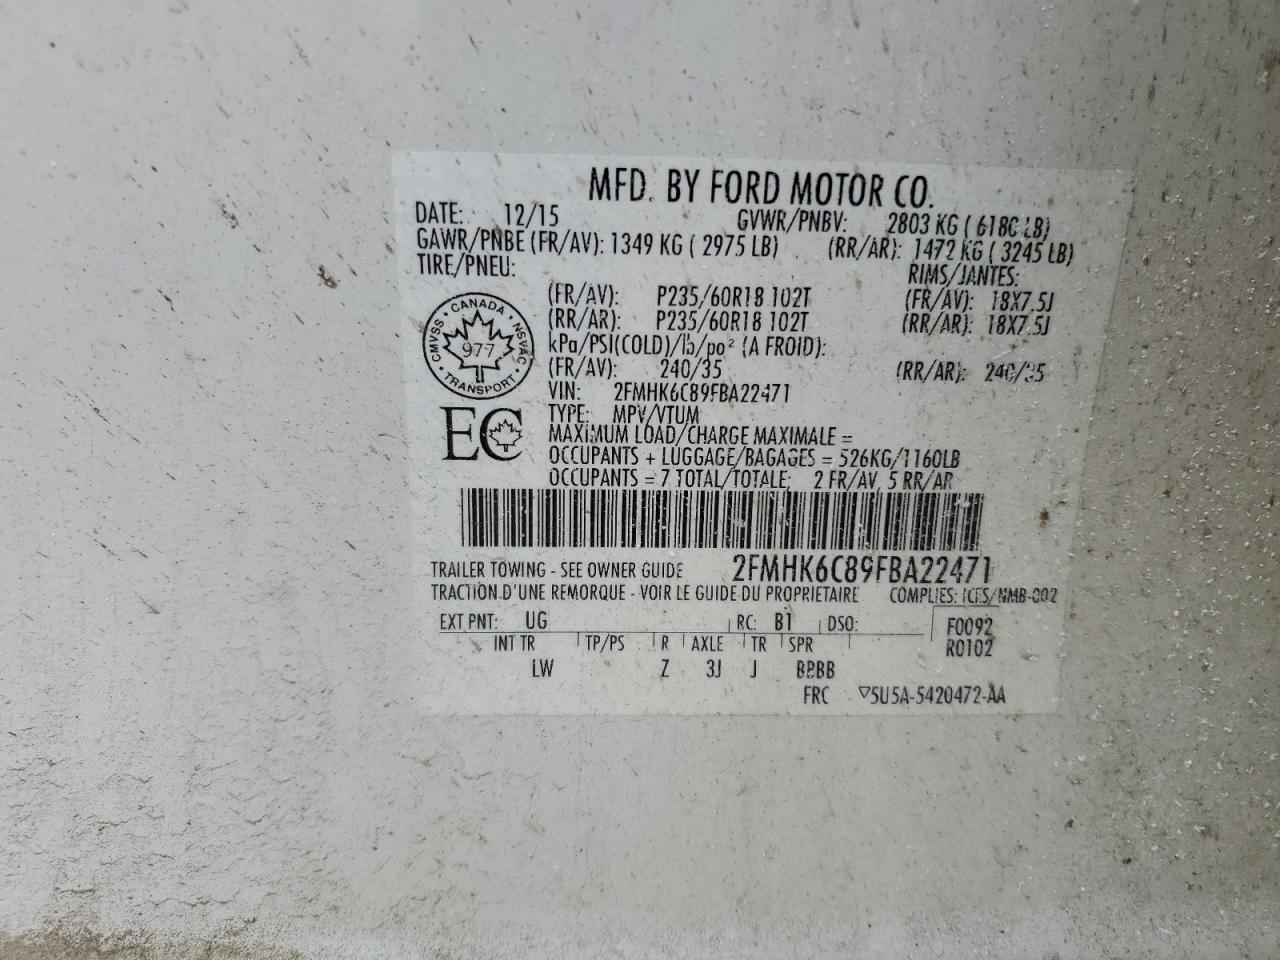 MFD. BY FORD MOTOR CO.
DATE: 12/15 GVWR/PNBV: 2803 KG ( 6180 LB)
GAWR/PNBE (FR/AV): 1349 KG ( 2975 LB) (RR/AR): 1472 KG ( 3245 LB)
TIRE/PNEU: RIMS/JANTES:
(FR/AV): P235/60R18 102T (FR/AV): 18X7.5J
(RR/AR): P235/60R18 102T (RR/AR): 18X7.5J
kPa/PSI(COLD)/lb/po² (A FROID):
(FR/AV): 240/35 (RR/AR): 240/35
CANADA · NSVAC · TRANSPORT · CMVSS ·
977
VIN: 2FMHK6C89FBA22471
TYPE: MPV/VTUM
EC
MAXIMUM LOAD/CHARGE MAXIMALE =
OCCUPANTS + LUGGAGE/BAGAGES = 526KG/1160LB
OCCUPANTS = 7 TOTAL/TOTALE; 2 FR/AV, 5 RR/AR
TRAILER TOWING - SEE OWNER GUIDE 2FMHK6C89FBA22471
TRACTION D'UNE REMORQUE - VOIR LE GUIDE DU PROPRIETAIRE COMPLIES: ICES/NMB-002
EXT PNT: UG RC: B1 DSO: F0092
INT TR TP/PS R AXLE TR SPR R0102
LW Z 3J J BBBB
FRC ▽5U5A-5420472-AA